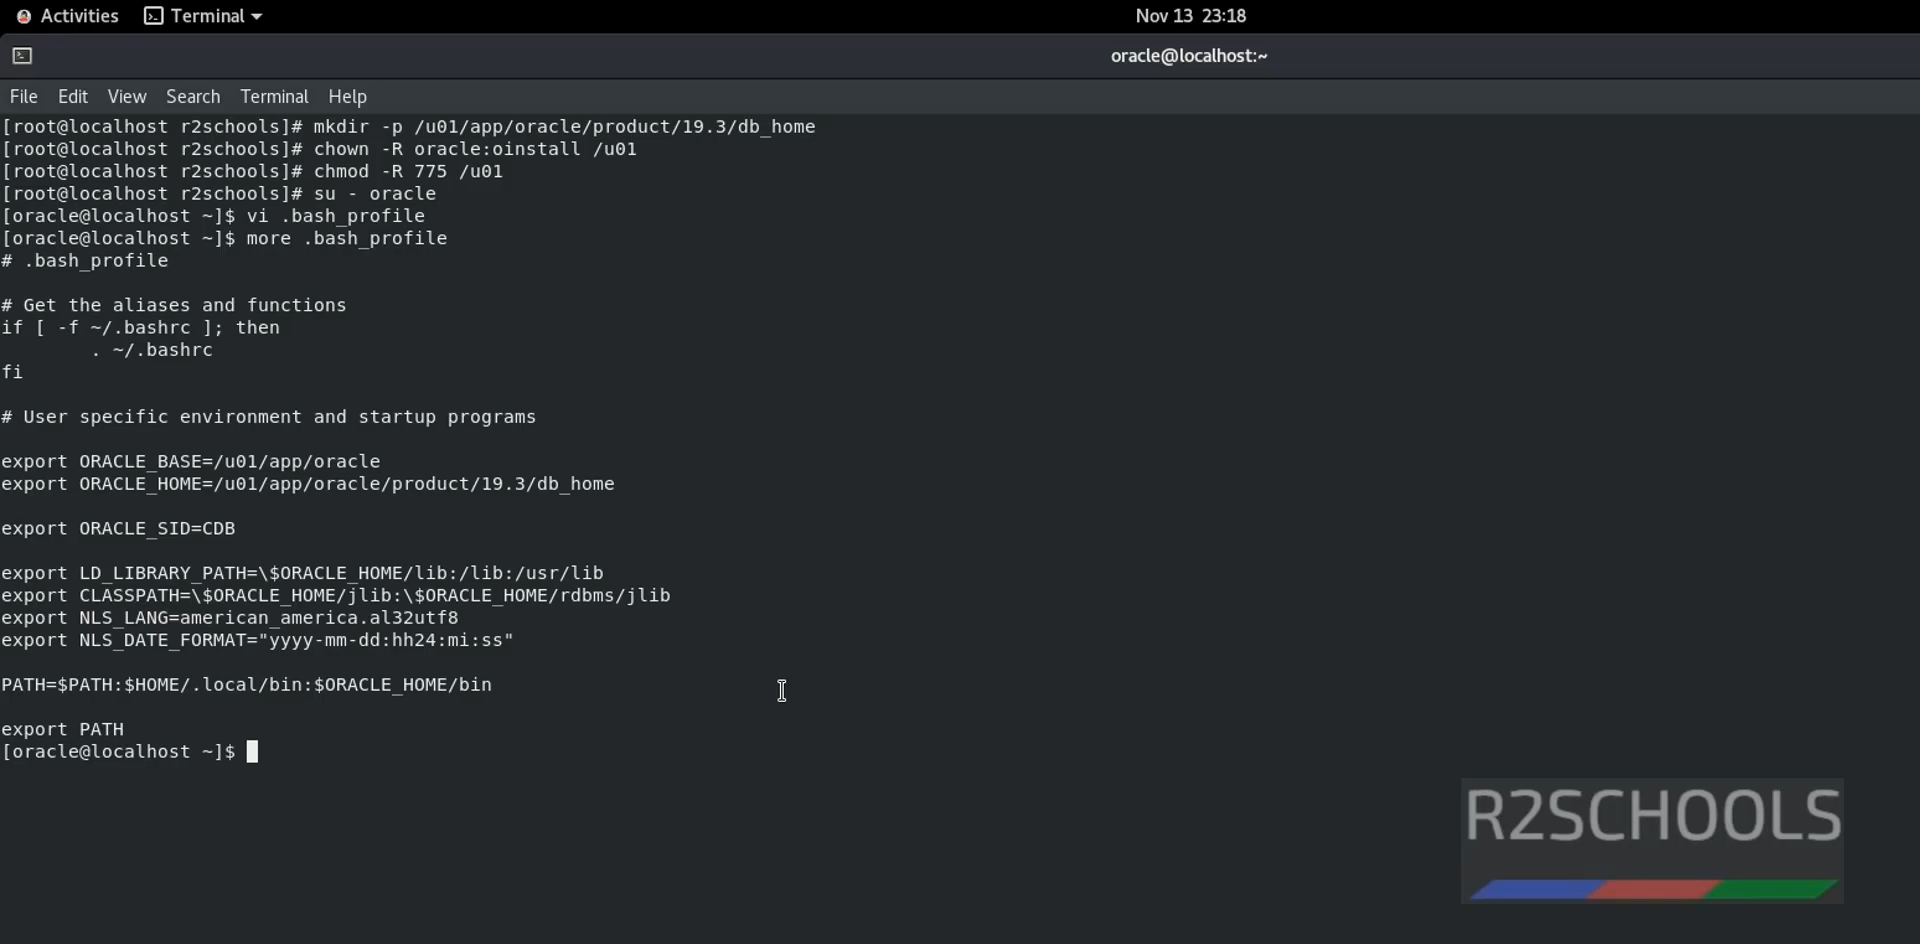 Activities Terminal Nov 13 23:18
oracle@localhost:~
File Edit View Search Terminal Help
[root@localhost r2schools]# mkdir -p /u01/app/oracle/product/19.3/db_home
[root@localhost r2schools]# chown -R oracle:oinstall /u01
[root@localhost r2schools]# chmod -R 775 /u01
[root@localhost r2schools]# su - oracle
[oracle@localhost ~]$ vi .bash_profile
[oracle@localhost ~]$ more .bash_profile
# .bash_profile
# Get the aliases and functions
if [ -f ~/.bashrc ]; then
        . ~/.bashrc
fi
# User specific environment and startup programs
export ORACLE_BASE=/u01/app/oracle
export ORACLE_HOME=/u01/app/oracle/product/19.3/db_home
export ORACLE_SID=CDB
export LD_LIBRARY_PATH=\$ORACLE_HOME/lib:/lib:/usr/lib
export CLASSPATH=\$ORACLE_HOME/jlib:\$ORACLE_HOME/rdbms/jlib
export NLS_LANG=american_america.al32utf8
export NLS_DATE_FORMAT="yyyy-mm-dd:hh24:mi:ss"
PATH=$PATH:$HOME/.local/bin:$ORACLE_HOME/bin
export PATH
[oracle@localhost ~]$
R2SCHOOLS